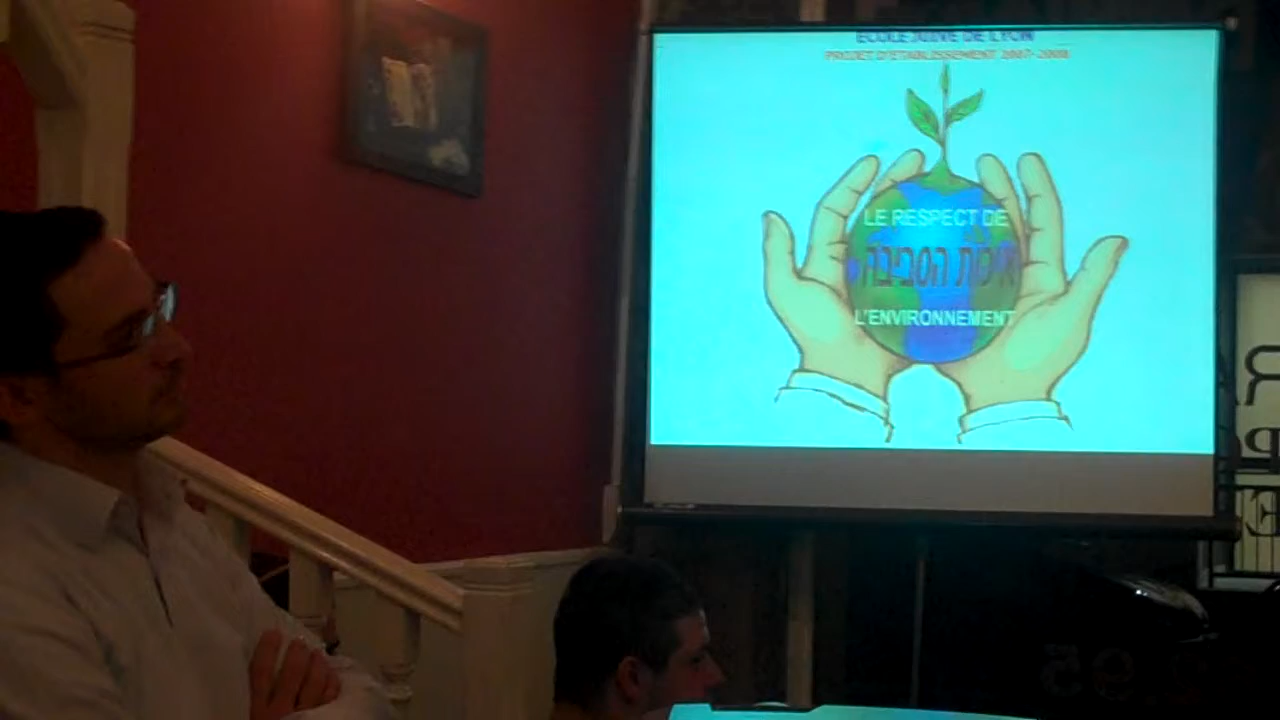 ECOLE JUIVE DE LYON
PROJET D'ETABLISSEMENT 2007-2008
LE RESPECT DE
איכות הסביבה
L'ENVIRONNEMENT